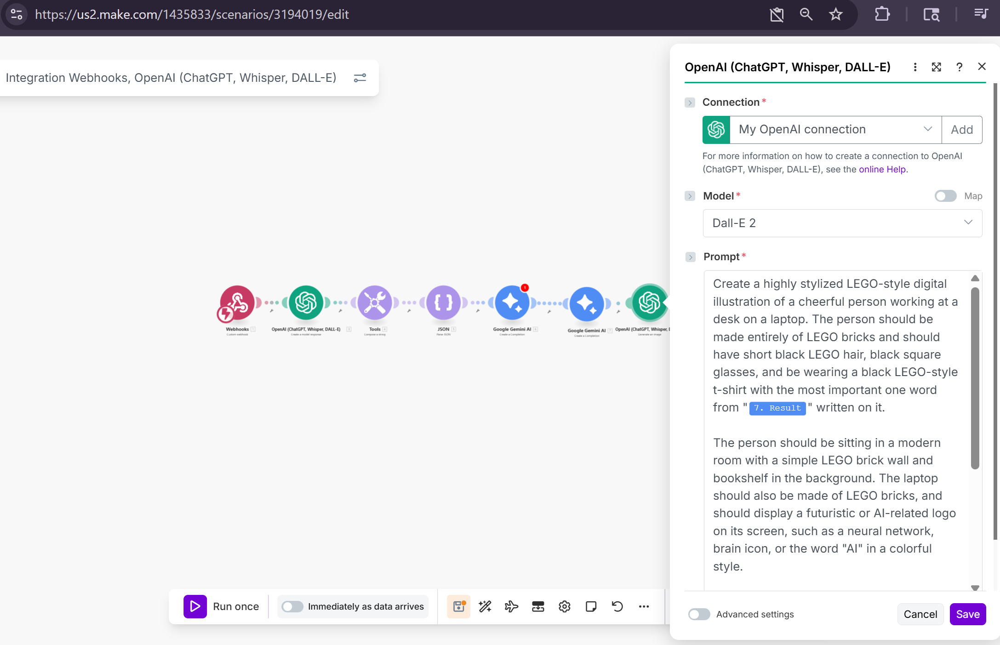 https://us2.make.com/1435833/scenarios/3194019/edit
Integration Webhooks, OpenAI (ChatGPT, Whisper, DALL-E)
1
Webhooks 1
Custom webhook
OpenAI (ChatGPT, Whisper, DALL-E) 3
Create a model response
Tools 4
Compose a string
JSON 5
Parse JSON
Google Gemini AI 6
Create a Completion
Google Gemini AI 7
Create a Completion
OpenAI (ChatGPT, Whisper, D
Generate an image
Run once
Immediately as data arrives
OpenAI (ChatGPT, Whisper, DALL-E)
Connection *
My OpenAI connection
Add
For more information on how to create a connection to OpenAI
(ChatGPT, Whisper, DALL-E), see the online Help.
Model *
Map
Dall-E 2
Prompt *
Create a highly stylized LEGO-style digital
illustration of a cheerful person working at a
desk on a laptop. The person should be
made entirely of LEGO bricks and should
have short black LEGO hair, black square
glasses, and be wearing a black LEGO-style
t-shirt with the most important one word
from " 7. Result " written on it.
The person should be sitting in a modern
room with a simple LEGO brick wall and
bookshelf in the background. The laptop
should also be made of LEGO bricks, and
should display a futuristic or AI-related logo
on its screen, such as a neural network,
brain icon, or the word "AI" in a colorful
style.
Advanced settings
Cancel
Save